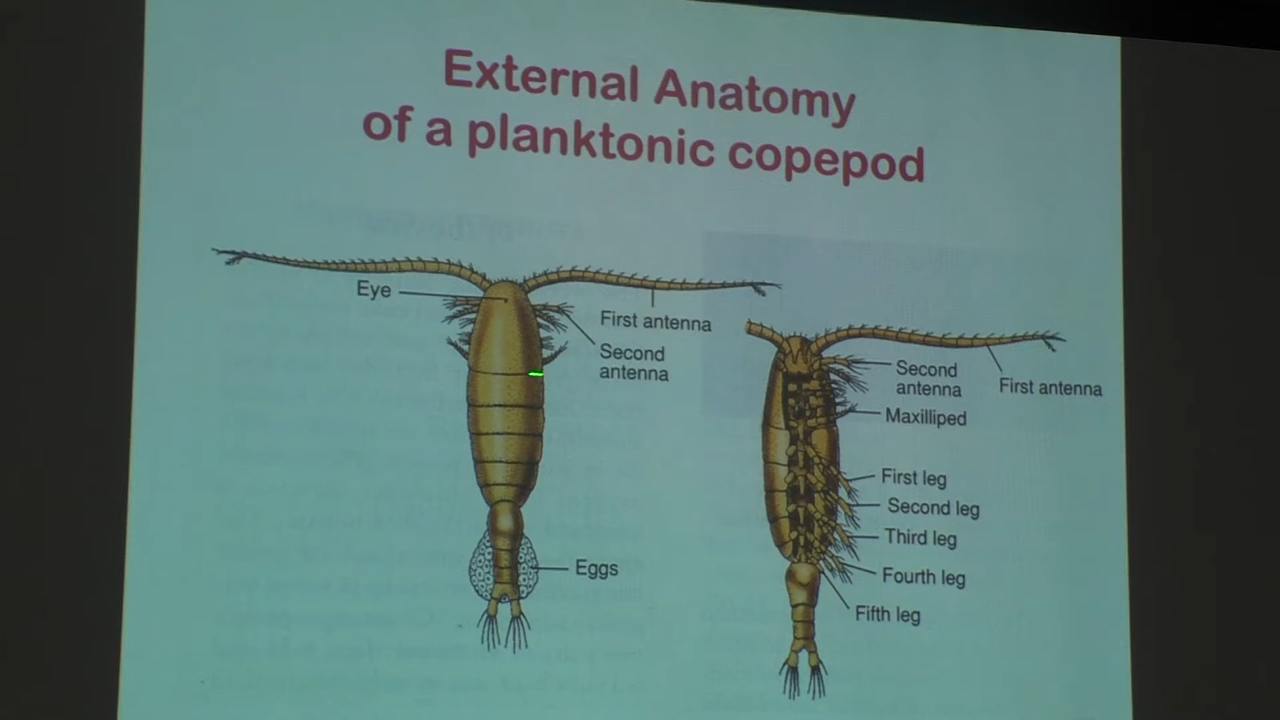 External Anatomy
of a planktonic copepod
Eye
First antenna
Second
antenna
Eggs
Second
antenna
First antenna
Maxilliped
First leg
Second leg
Third leg
Fourth leg
Fifth leg